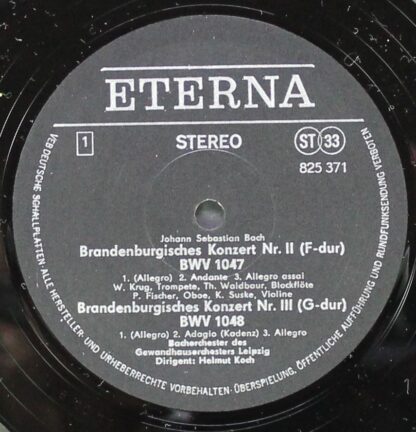 ETERNA
1
STEREO
ST 33
825 371
Johann Sebastian Bach
Brandenburgisches Konzert Nr. II (F-dur)
BWV 1047
1. (Allegro) 2. Andante 3. Allegro assai
W. Krug, Trompete, Th. Waldbaur, Blockflöte
P. Fischer, Oboe, K. Suske, Violine
Brandenburgisches Konzert Nr. III (G-dur)
BWV 1048
1. (Allegro) 2. Adagio (Kadenz) 3. Allegro
Bachorchester des
Gewandhausorchesters Leipzig
Dirigent: Helmut Koch
VEB DEUTSCHE SCHALLPLATTEN ALLE HERSTELLER- UND URHEBERRECHTE VORBEHALTEN · ÜBERSPIELUNG, ÖFFENTLICHE AUFFÜHRUNG UND RUNDFUNKSENDUNG VERBOTEN